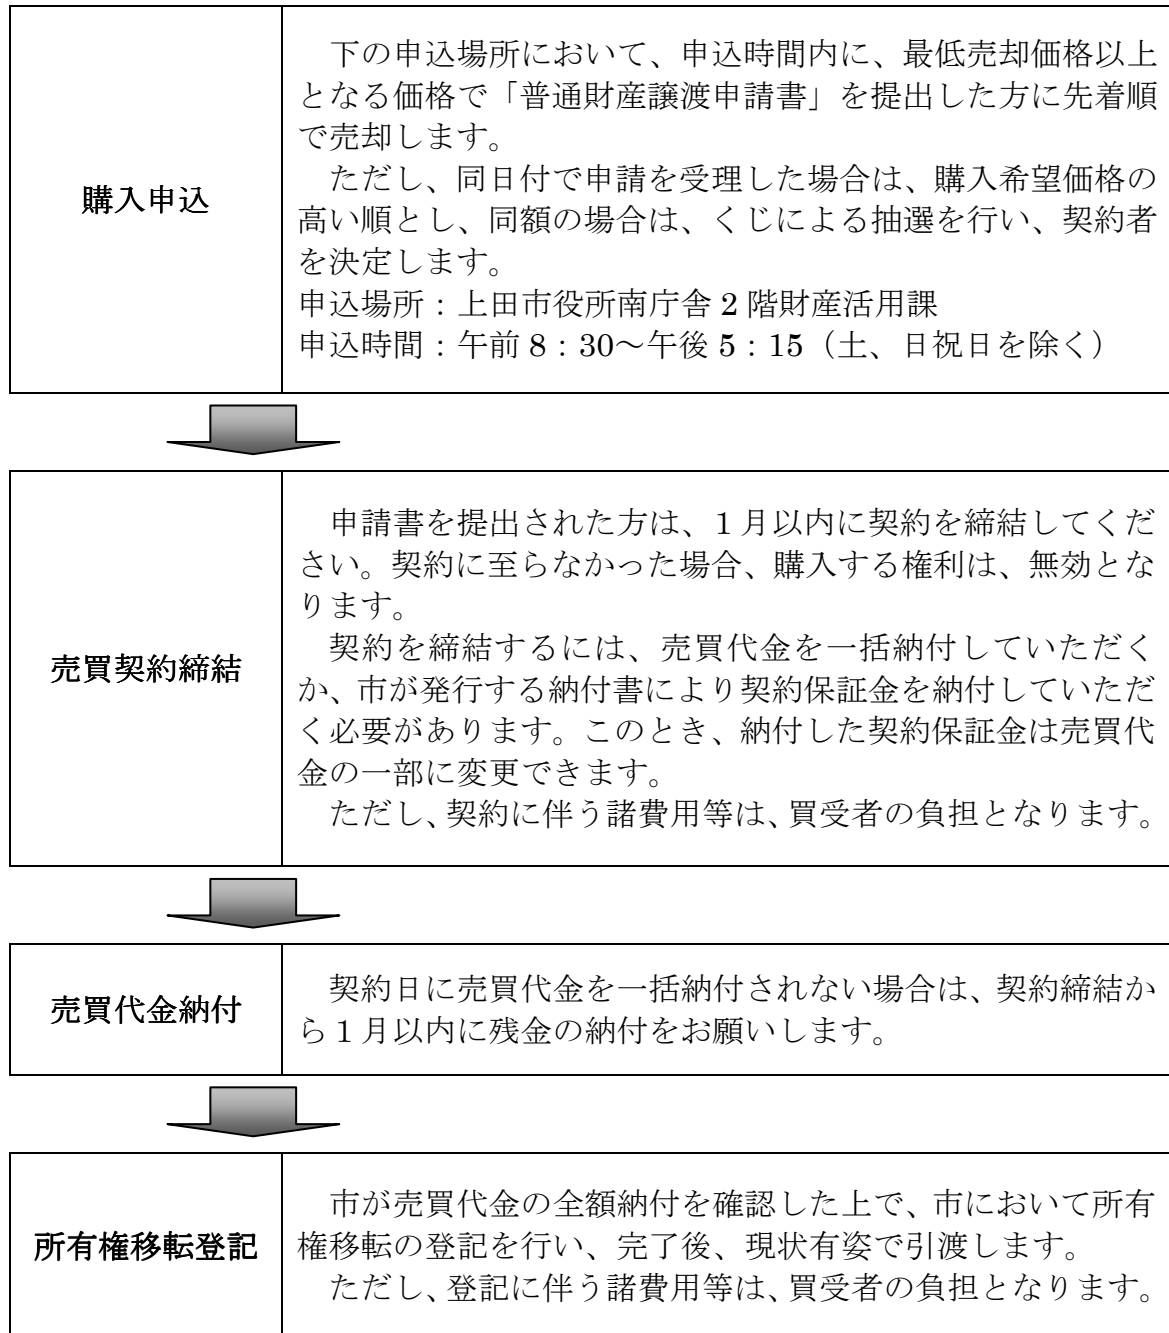 購入申込
下の申込場所において、申込時間内に、最低売却価格以上
となる価格で「普通財産譲渡申請書」を提出した方に先着順
で売却します。
ただし、同日付で申請を受理した場合は、購入希望価格の
高い順とし、同額の場合は、くじによる抽選を行い、契約者
を決定します。
申込場所：上田市役所南庁舎 2 階財産活用課
申込時間：午前 8：30～午後 5：15（土、日祝日を除く）
売買契約締結
申請書を提出された方は、１月以内に契約を締結してくだ
さい。契約に至らなかった場合、購入する権利は、無効とな
ります。
契約を締結するには、売買代金を一括納付していただく
か、市が発行する納付書により契約保証金を納付していただ
く必要があります。このとき、納付した契約保証金は売買代
金の一部に変更できます。
ただし、契約に伴う諸費用等は、買受者の負担となります。
売買代金納付
契約日に売買代金を一括納付されない場合は、契約締結か
ら１月以内に残金の納付をお願いします。
所有権移転登記
市が売買代金の全額納付を確認した上で、市において所有
権移転の登記を行い、完了後、現状有姿で引渡します。
ただし、登記に伴う諸費用等は、買受者の負担となります。